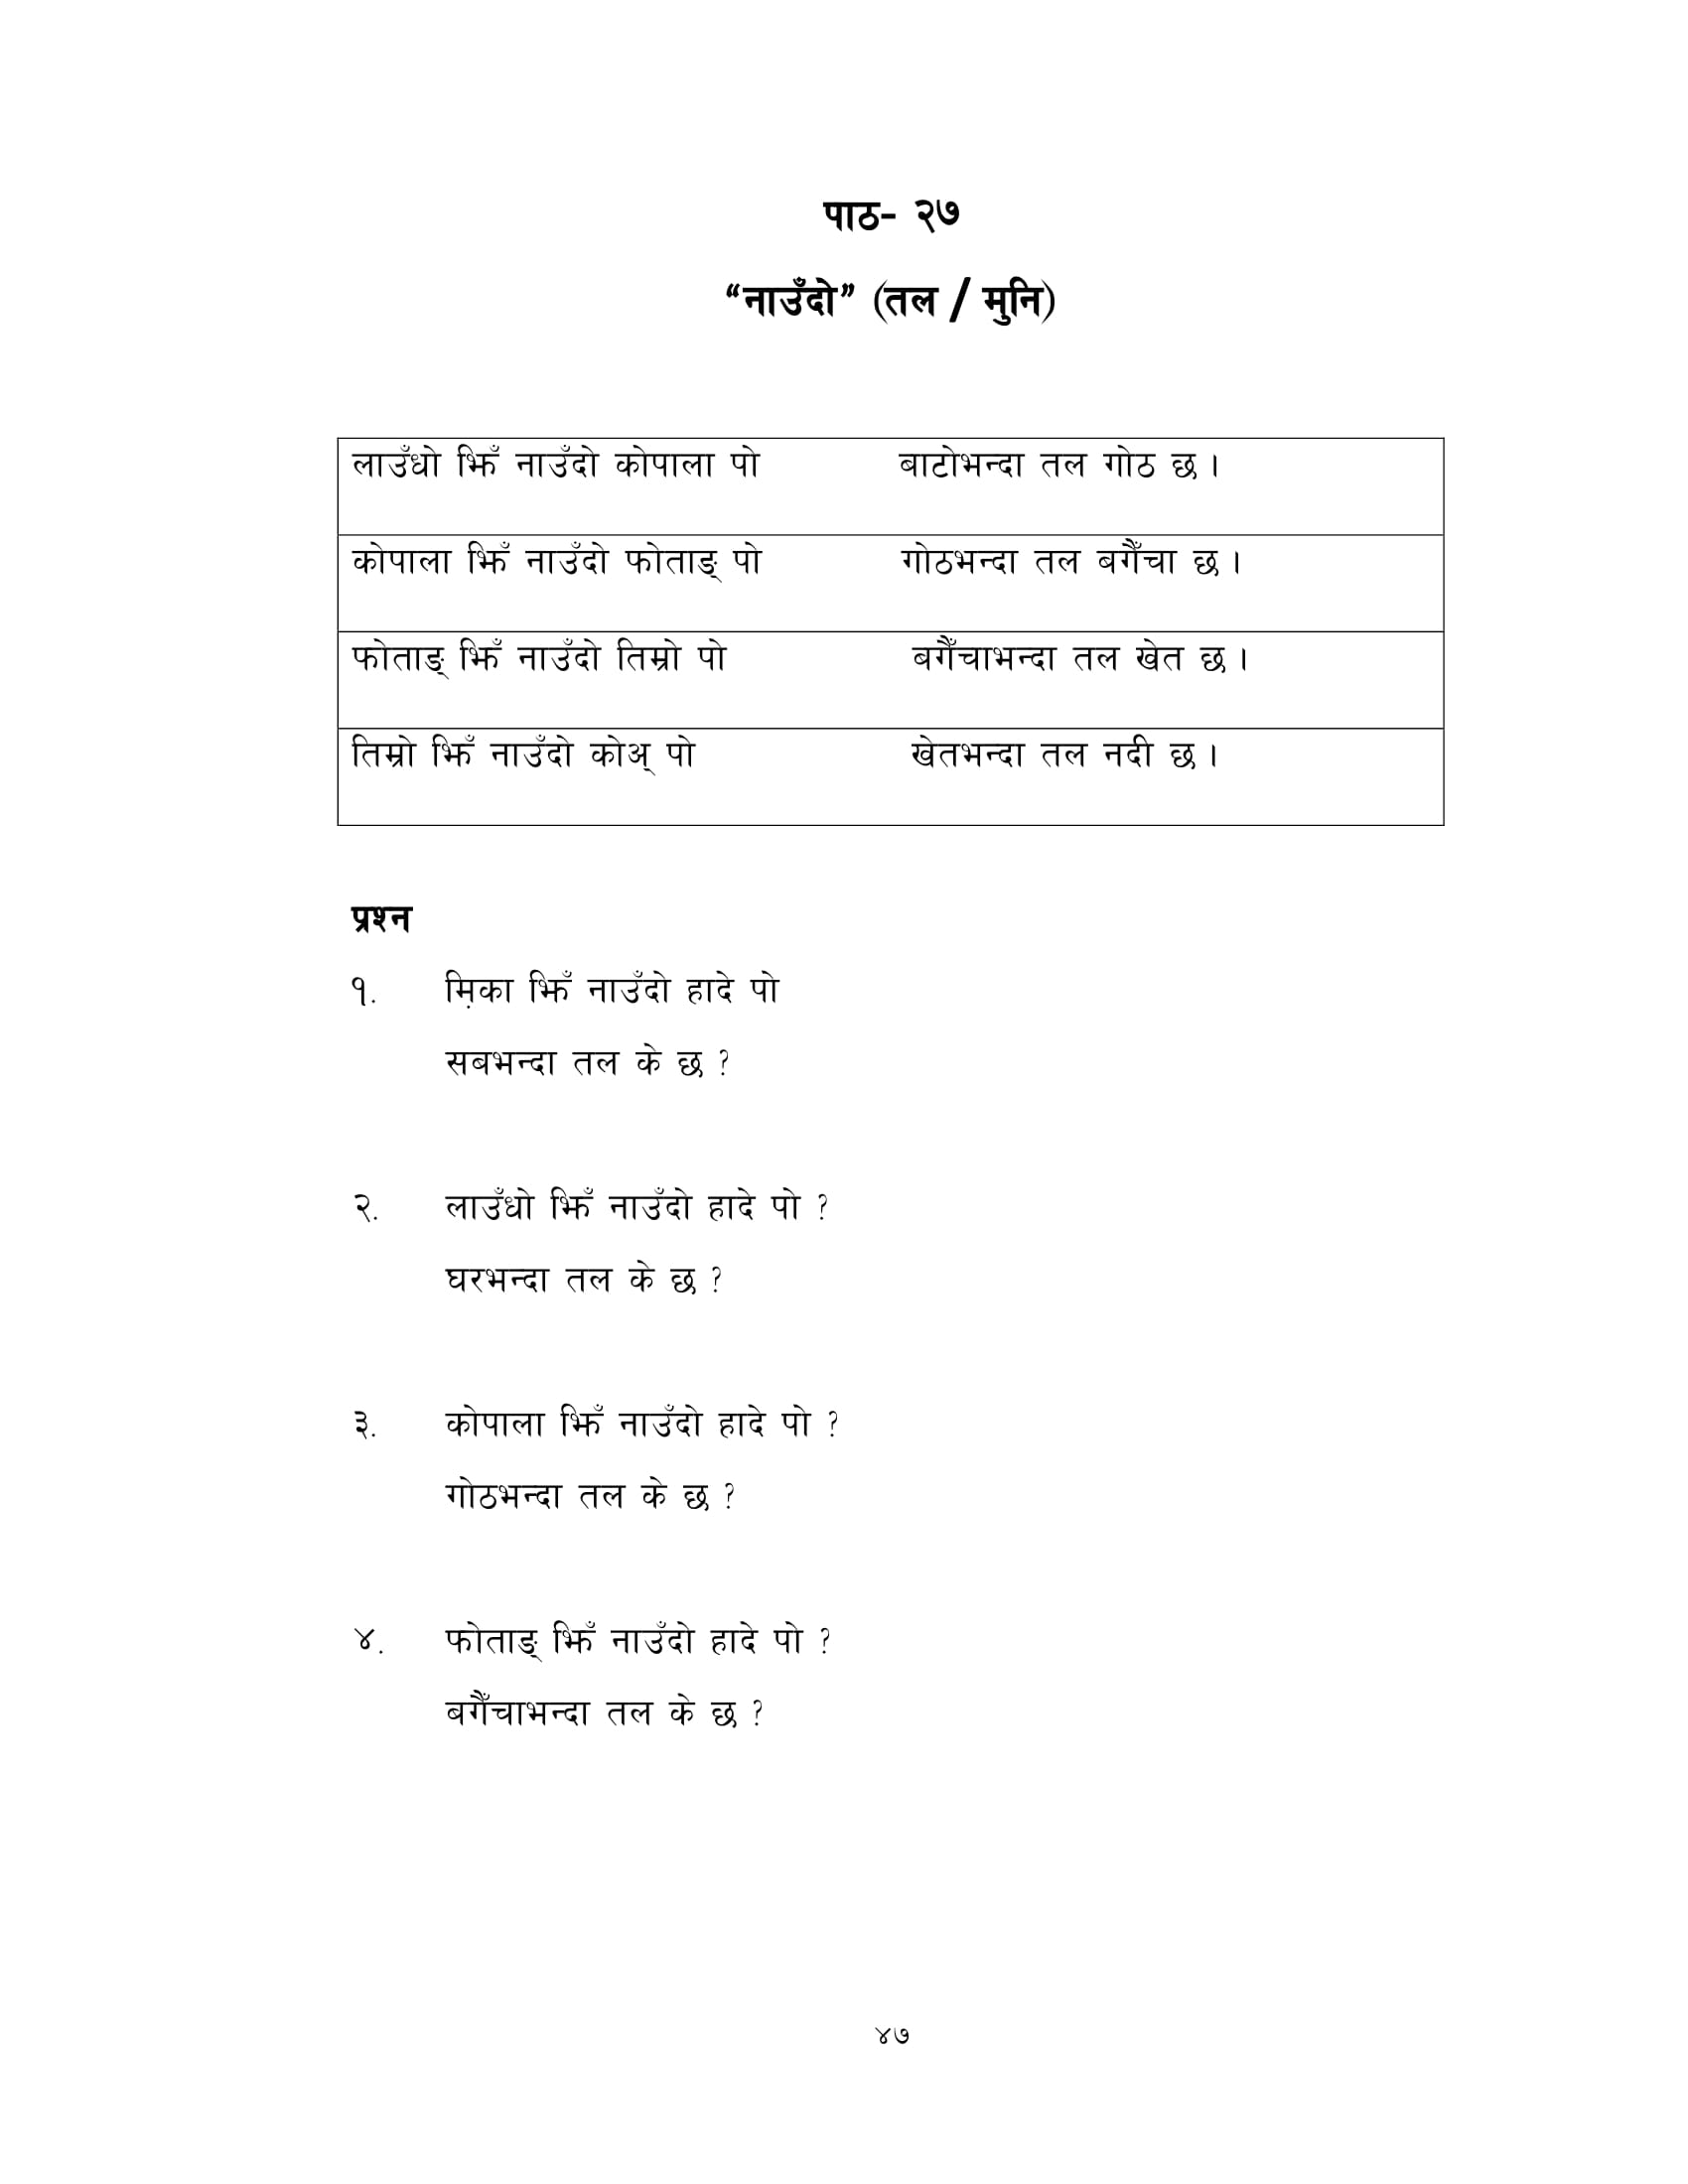 पाठ- २७
“नाउँदो” (तल / मुनि)
लाउँधो झिँ नाउँदो कोपाला पो बाटोभन्दा तल गोठ छ ।
कोपाला झिँ नाउँदो फोताङ् पो गोठभन्दा तल बगैँचा छ ।
फोताङ् झिँ नाउँदो तिम्रो पो बगैँचाभन्दा तल खेत छ ।
तिम्रो झिँ नाउँदो कोअ् पो खेतभन्दा तल नदी छ ।
प्रश्न
१. मि़का झिँ नाउँदो हादे पो
सबभन्दा तल के छ ?
२. लाउँधो झिँ नाउँदो हादे पो ?
घरभन्दा तल के छ ?
३. कोपाला झिँ नाउँदो हादे पो ?
गोठभन्दा तल के छ ?
४. फोताङ् झिँ नाउँदो हादे पो ?
बगैँचाभन्दा तल के छ ?
४७